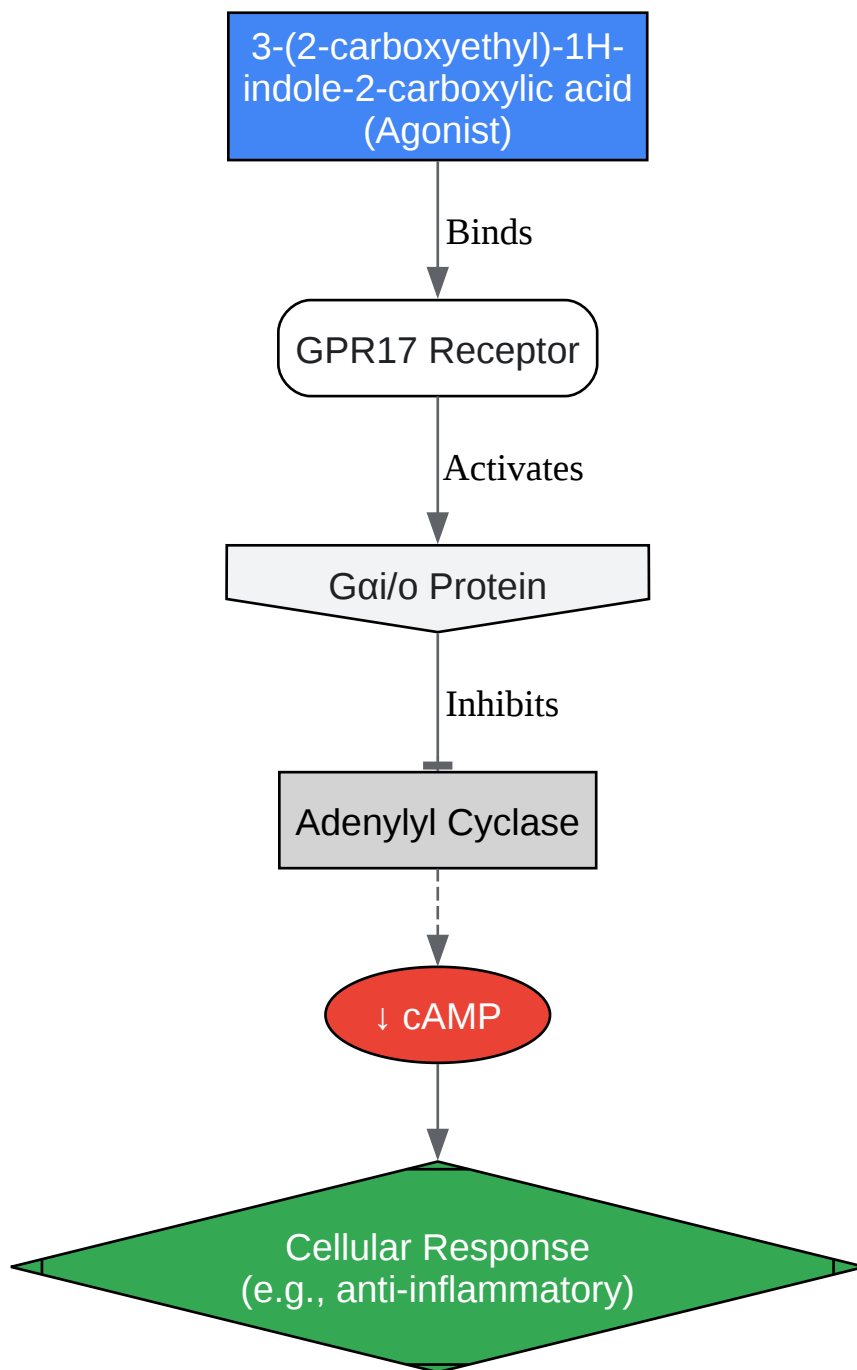 3-(2-carboxyethyl)-1H-
indole-2-carboxylic acid
(Agonist)
Binds
GPR17 Receptor
Activates
Gαi/o Protein
Inhibits
Adenylyl Cyclase
↓ cAMP
Cellular Response
(e.g., anti-inflammatory)